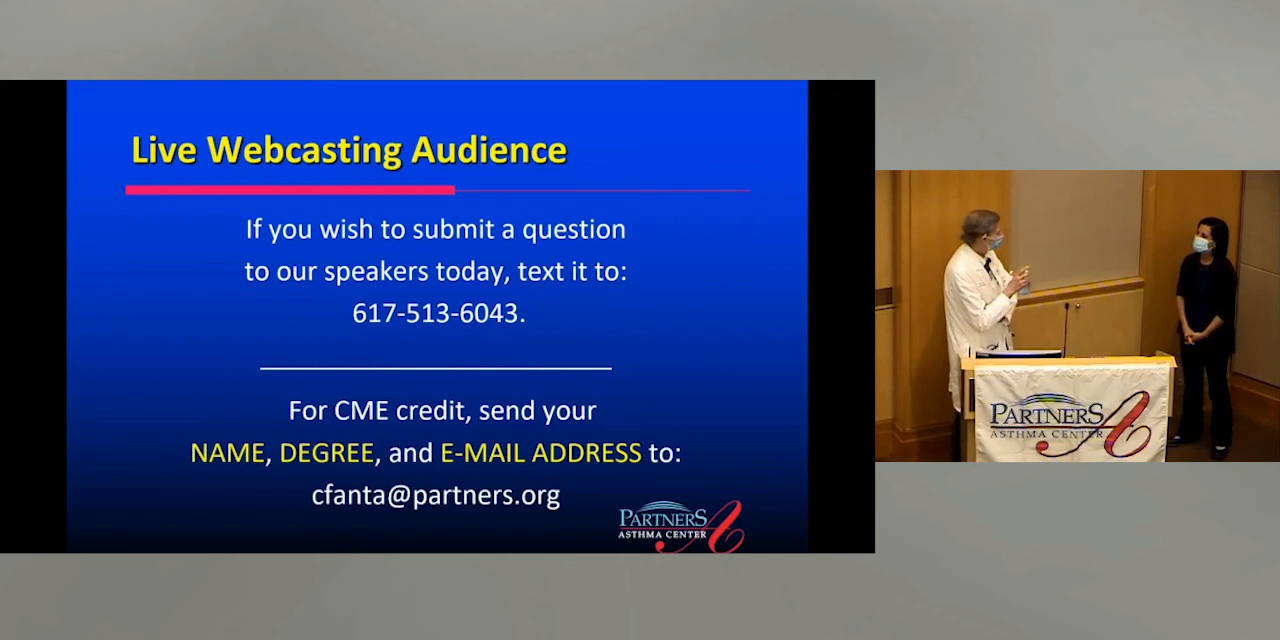 Live Webcasting Audience
If you wish to submit a question
to our speakers today, text it to:
617-513-6043.
For CME credit, send your
NAME, DEGREE, and E-MAIL ADDRESS to:
cfanta@partners.org
PARTNERS A
ASTHMA CENTER
PARTNERS A
ASTHMA CENTER